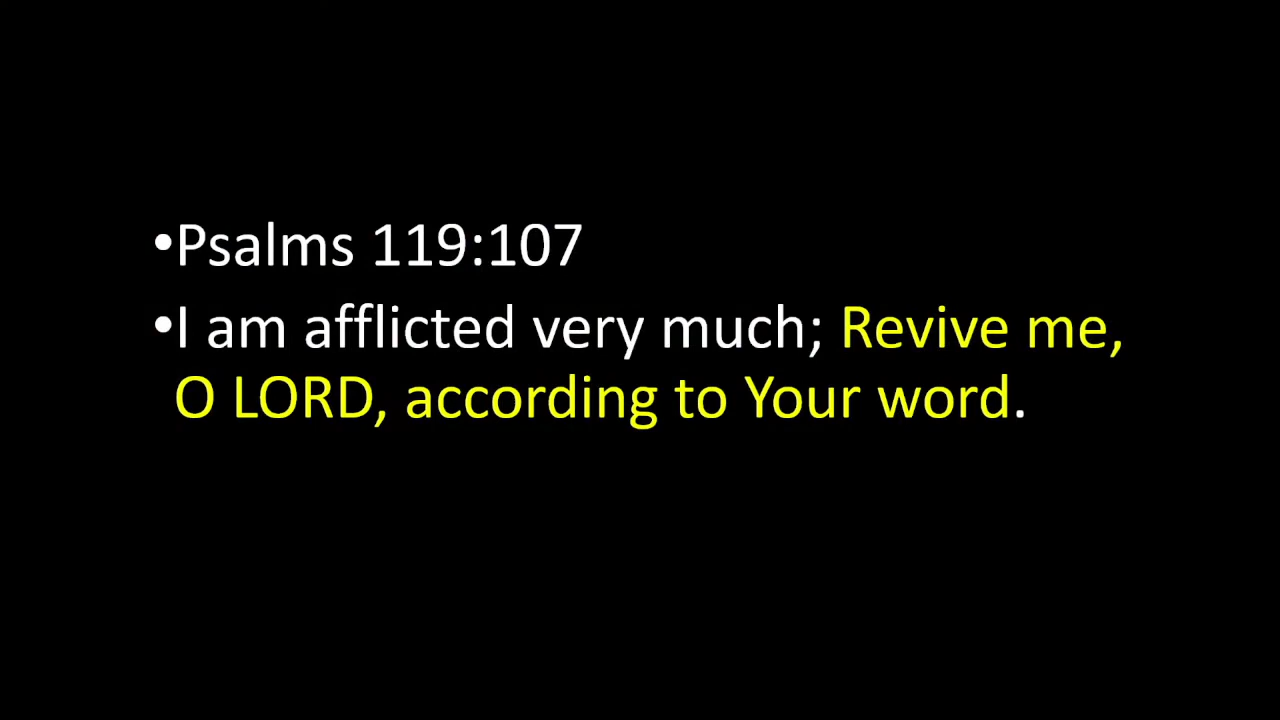 •Psalms 119:107
•I am afflicted very much; Revive me,
O LORD, according to Your word.